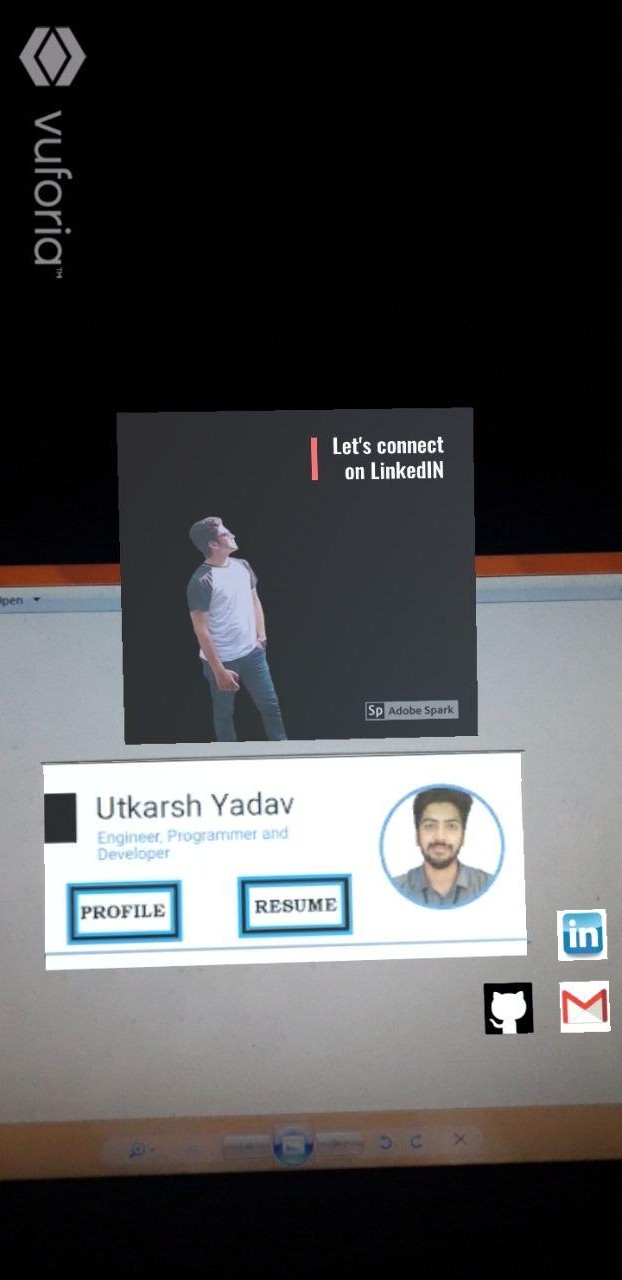 vuforia™
Let's connect
on LinkedIN
Sp Adobe Spark
Open
Utkarsh Yadav
Engineer, Programmer and
Developer
PROFILE
RESUME
in